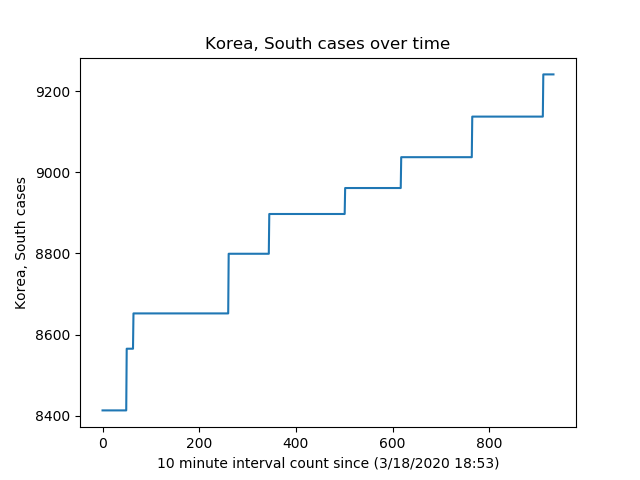 Korea, South cases over time
Korea, South cases
9200
9000
8800
8600
8400
0 200 400 600 800
10 minute interval count since (3/18/2020 18:53)